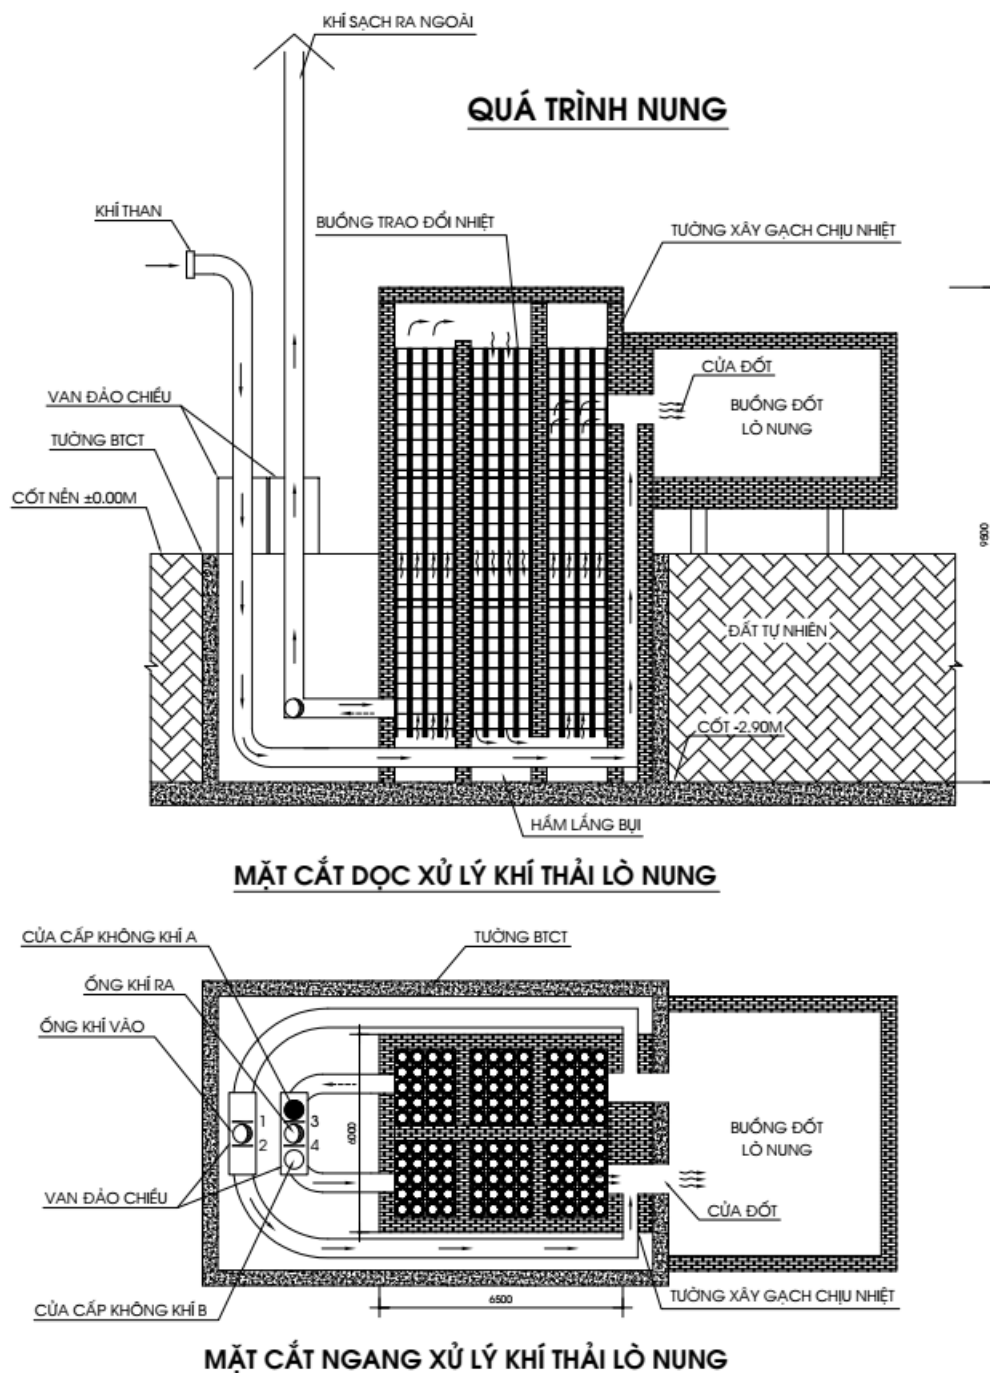 KHÍ SẠCH RA NGOÀI
QUÁ TRÌNH NUNG
KHÍ THAN
BUỒNG TRAO ĐỔI NHIỆT
TƯỜNG XÂY GẠCH CHỊU NHIỆT
CỬA ĐỐT
BUỒNG ĐỐT
LÒ NUNG
VAN ĐẢO CHIỀU
TƯỜNG BTCT
CỐT NỀN ±0.00M
9500
ĐẤT TỰ NHIÊN
CỐT -2.90M
HẦM LẮNG BỤI
MẶT CẮT DỌC XỬ LÝ KHÍ THẢI LÒ NUNG
CỬA CẤP KHÔNG KHÍ A
TƯỜNG BTCT
ỐNG KHÍ RA
ỐNG KHÍ VÀO
1
3
2
4
6000
BUỒNG ĐỐT
LÒ NUNG
VAN ĐẢO CHIỀU
CỬA ĐỐT
CỬA CẤP KHÔNG KHÍ B
6500
TƯỜNG XÂY GẠCH CHỊU NHIỆT
MẶT CẮT NGANG XỬ LÝ KHÍ THẢI LÒ NUNG